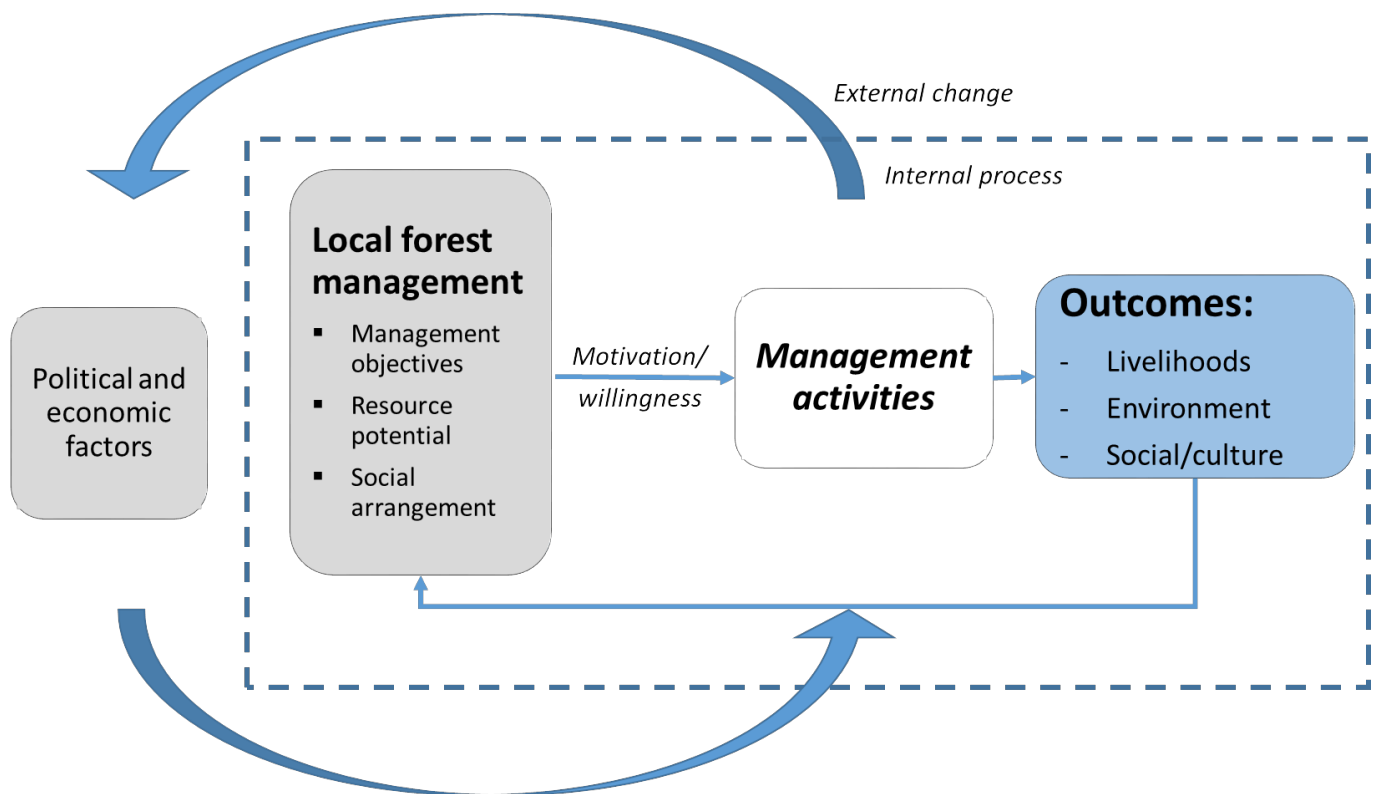 External change
Internal process
Political and
economic
factors
Local forest
management
▪ Management
objectives
▪ Resource
potential
▪ Social
arrangement
Motivation/
willingness
Management
activities
Outcomes:
- Livelihoods
- Environment
- Social/culture